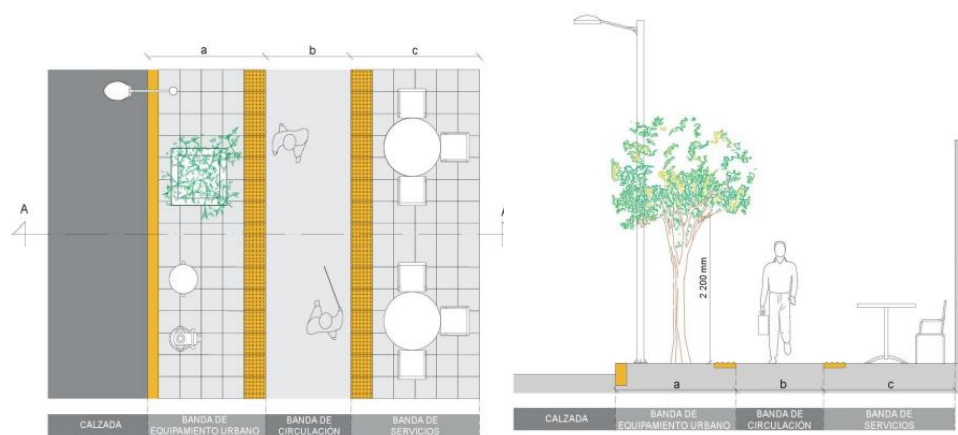 a
b
c
A
A
CALZADA
BANDA DE
EQUIPAMIENTO URBANO
BANDA DE
CIRCULACIÓN
BANDA DE
SERVICIOS
2 200 mm
a
b
c
CALZADA
BANDA DE
EQUIPAMIENTO URBANO
BANDA DE
CIRCULACIÓN
BANDA DE
SERVICIOS